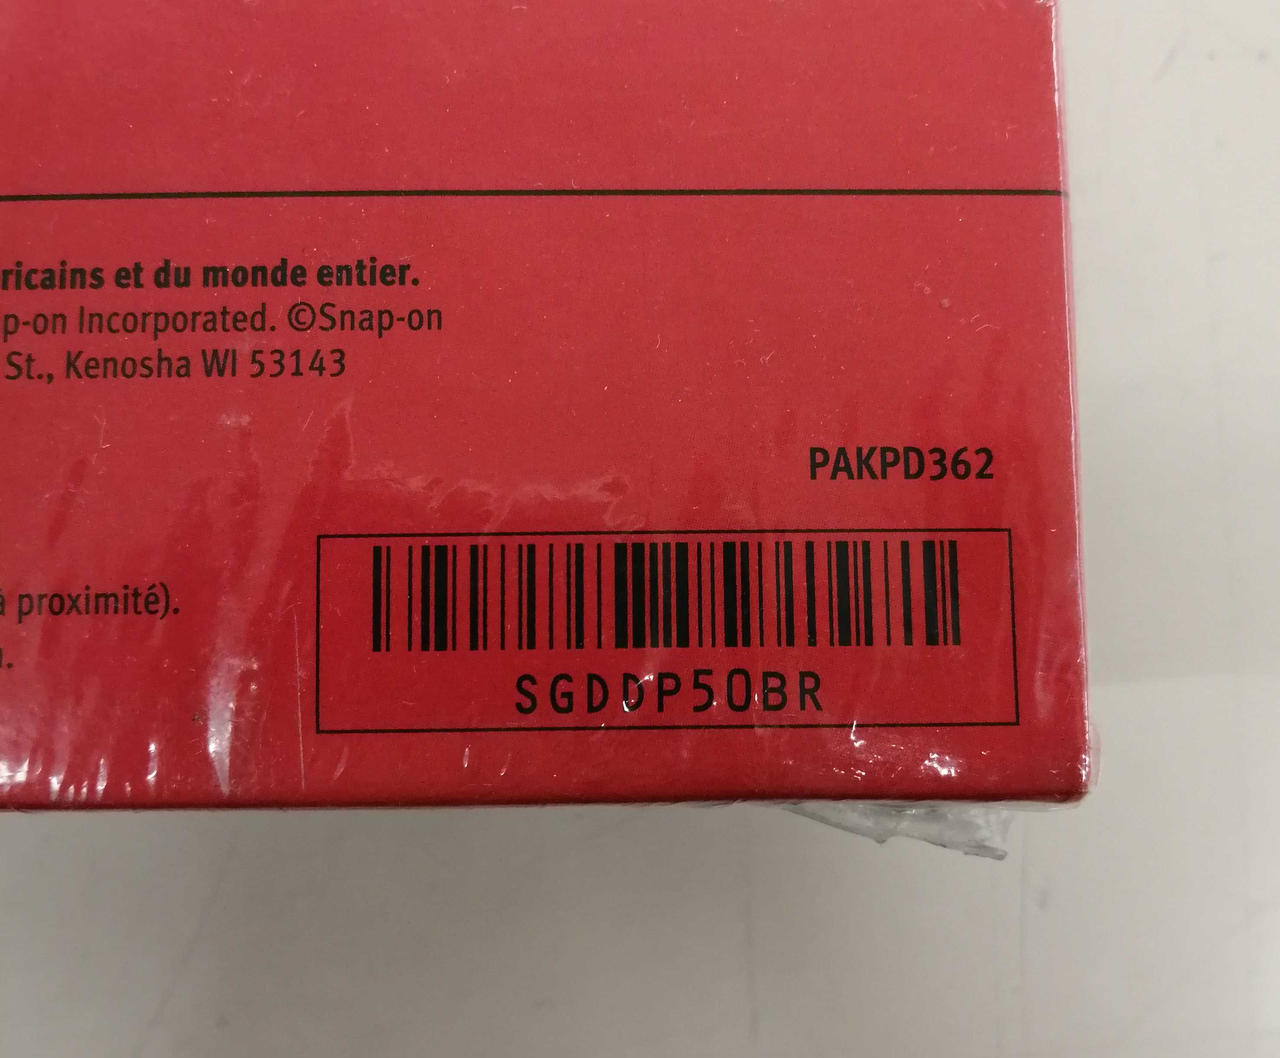 ricains et du monde entier.
p-on Incorporated. ©Snap-on
St., Kenosha WI 53143
PAKPD362
à proximité).
SGDDP50BR